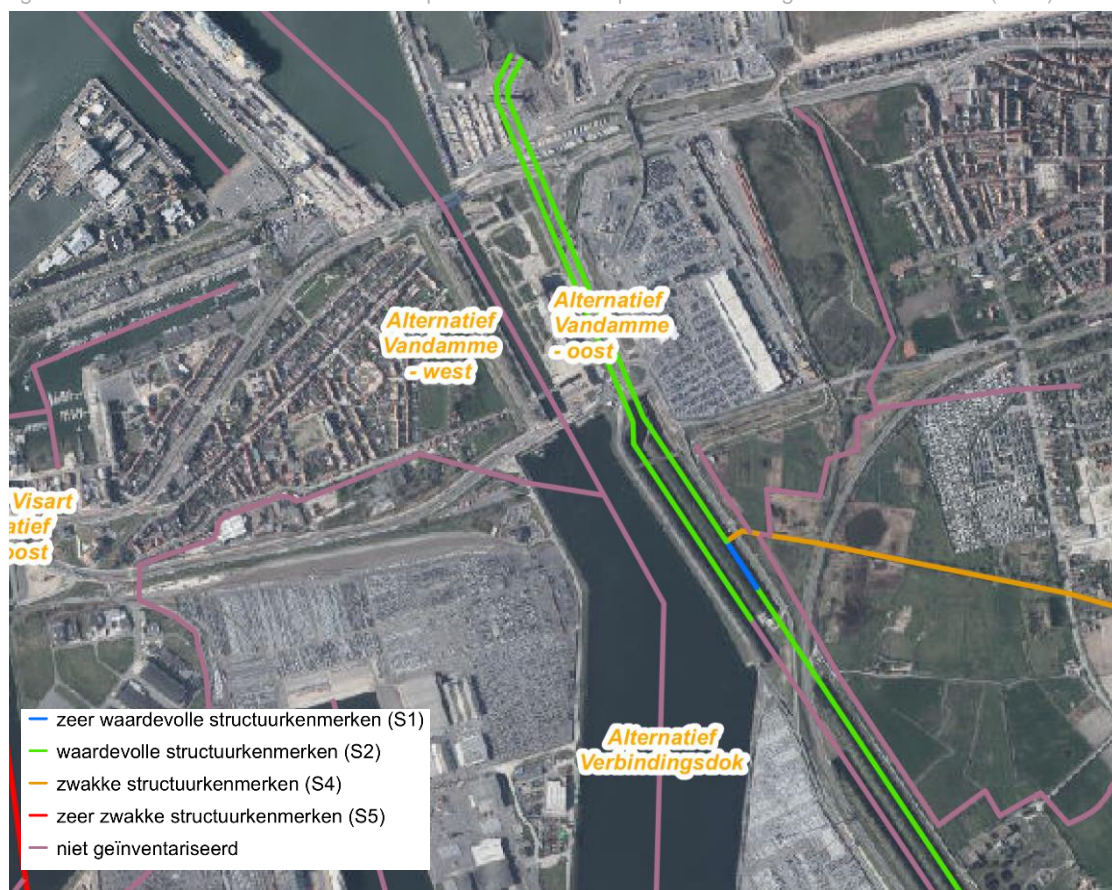 Alternatief
Vandamme
- west
Alternatief
Vandamme
- oost
Visart
atief
oost
Alternatief
Verbindingsdok
zeer waardevolle structuurkenmerken (S1)
waardevolle structuurkenmerken (S2)
zwakke structuurkenmerken (S4)
zeer zwakke structuurkenmerken (S5)
niet geïnventariseerd